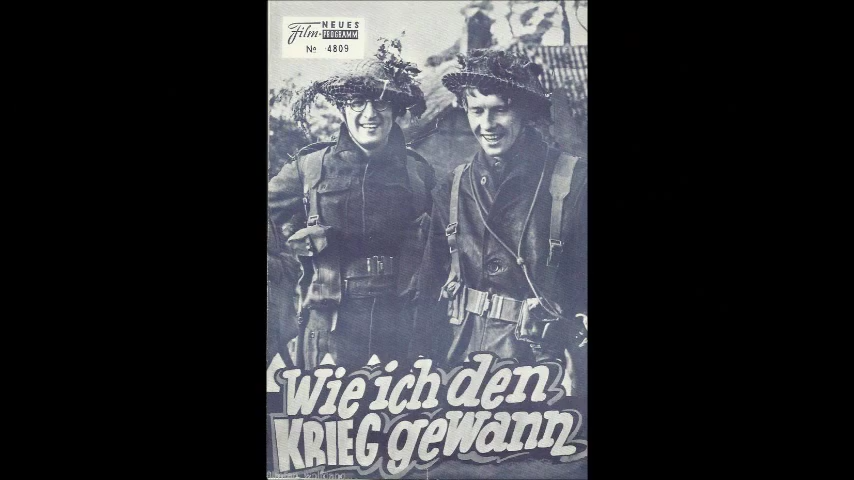 Film- NEUES
PROGRAMM
No 4809
Wie ich den
KRIEG gewann